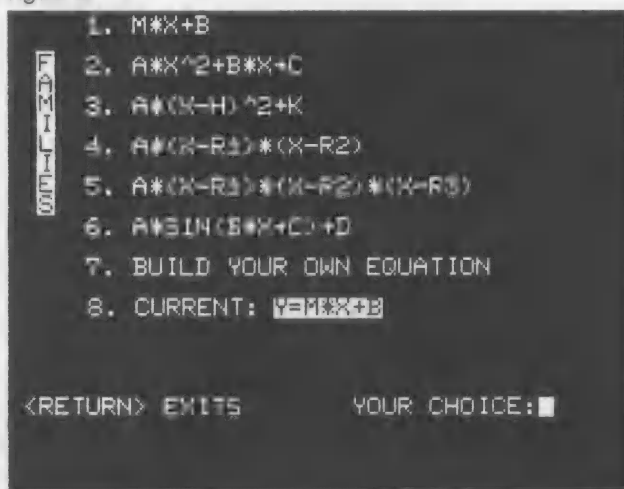 1. M*X+B
FAMILIES
2. A*X^2+B*X+C
3. A*(X-H)^2+K
4. A*(X-R1)*(X-R2)
5. A*(X-R1)*(X-R2)*(X-R3)
6. A*SIN(B*X+C)+D
7. BUILD YOUR OWN EQUATION
8. CURRENT: Y=M*X+B
<RETURN> EXITS YOUR CHOICE: